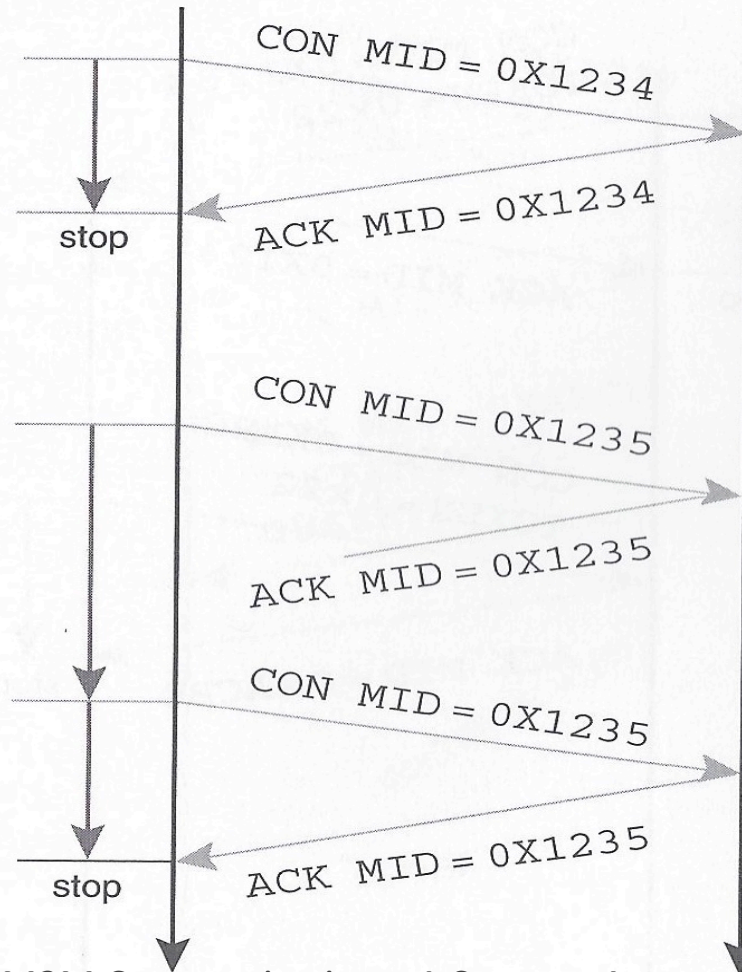 CON MID = 0X1234
ACK MID = 0X1234
stop
CON MID = 0X1235
ACK MID = 0X1235
CON MID = 0X1235
ACK MID = 0X1235
stop